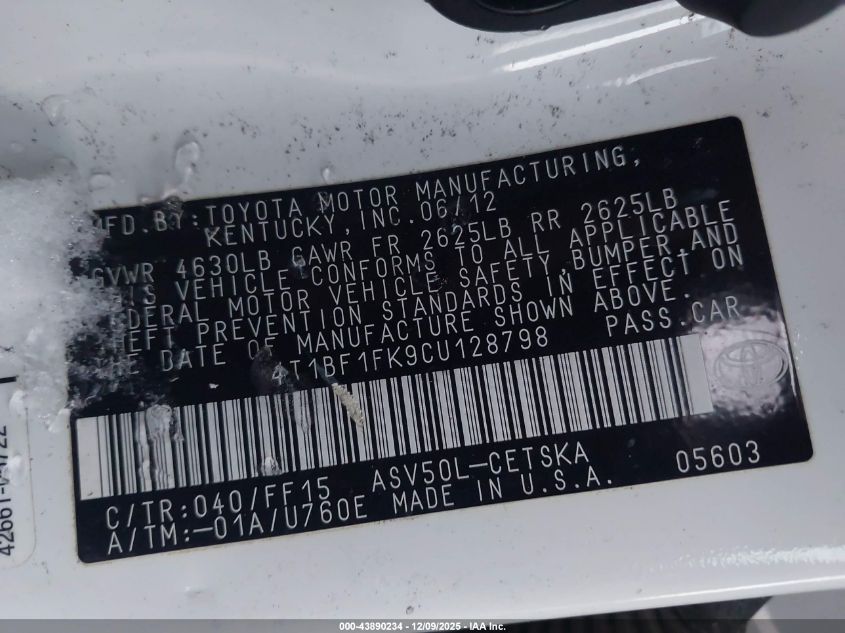 MFD. BY: TOYOTA MOTOR MANUFACTURING,
KENTUCKY, INC. 06/12
GVWR 4630LB GAWR FR 2625LB RR 2625LB
THIS VEHICLE CONFORMS TO ALL APPLICABLE
FEDERAL MOTOR VEHICLE SAFETY, BUMPER, AND
THEFT PREVENTION STANDARDS IN EFFECT ON
THE DATE OF MANUFACTURE SHOWN ABOVE.
4T1BF1FK9CU128798 PASS. CAR
C/TR:040/FF15 ASV50L-CETSKA
A/TM:-01A/U760E MADE IN U.S.A. 05603
000-43890234 - 12/09/2025 - IAA Inc.